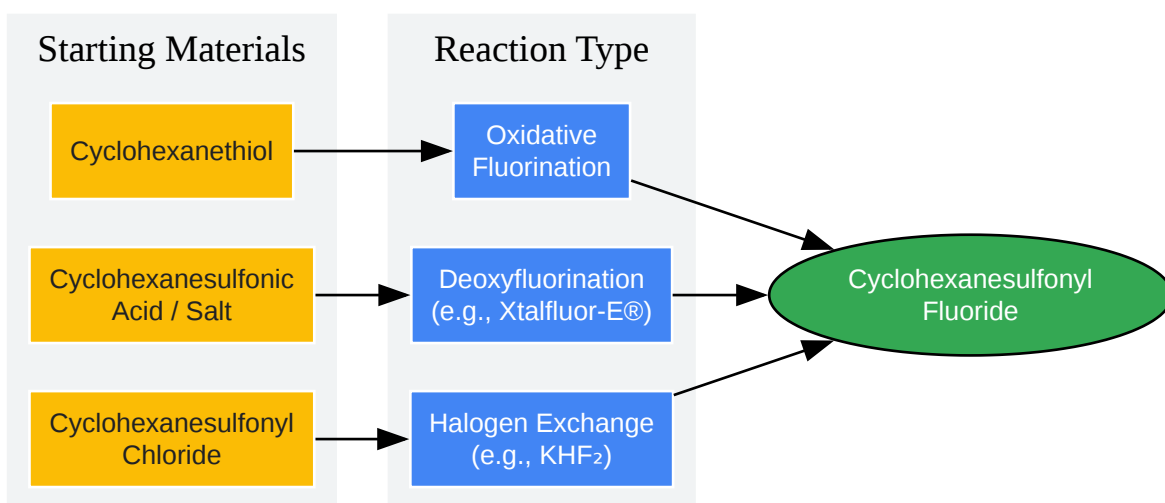 Starting Materials
Reaction Type
Cyclohexanethiol
Oxidative
Fluorination
Cyclohexanesulfonic
Acid / Salt
Deoxyfluorination
(e.g., Xtalfluor-E®)
Cyclohexanesulfonyl
Fluoride
Cyclohexanesulfonyl
Chloride
Halogen Exchange
(e.g., KHF₂)